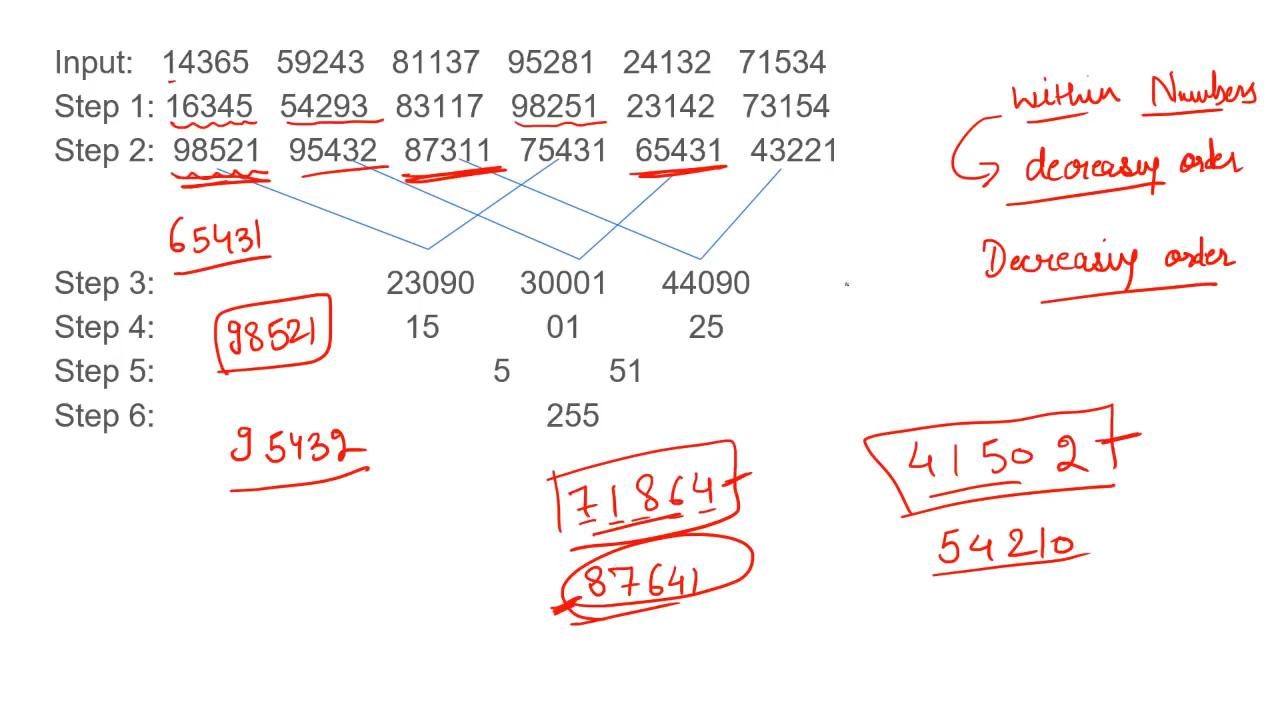 Input: 14365 59243 81137 95281 24132 71534
Step 1: 16345 54293 83117 98251 23142 73154
Step 2: 98521 95432 87311 75431 65431 43221
within Numbers
decreasiy order
Decreasiy order
65431
Step 3: 23090 30001 44090
Step 4: 15 01 25
98521
Step 5: 5 51
Step 6: 255
95432
71864
87641
41502
54210